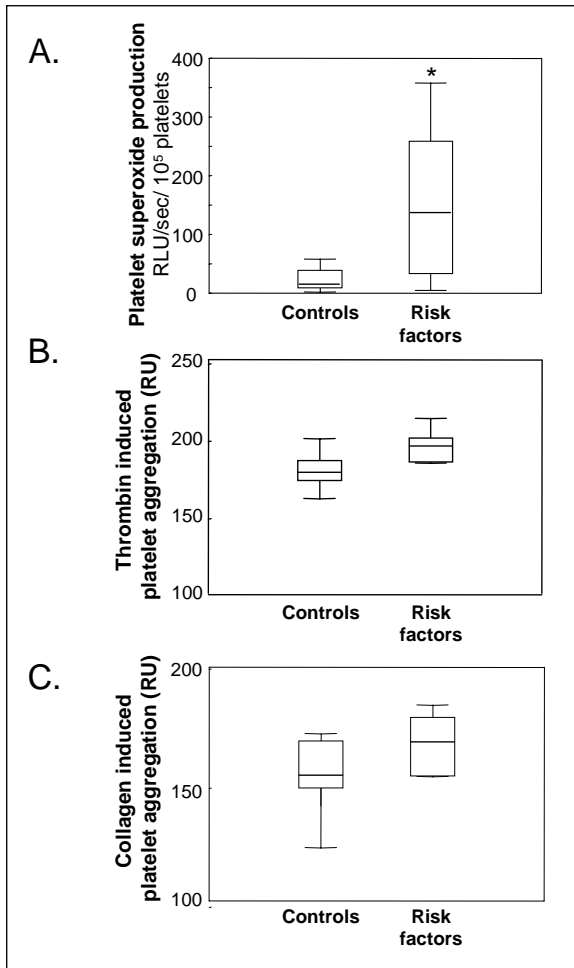 A.
Platelet superoxide production
RLU/sec/ 10⁵ platelets
400
300
200
100
0
*
Controls
Risk
factors
B.
Thrombin induced
platelet aggregation (RU)
250
200
150
100
Controls
Risk
factors
C.
Collagen induced
platelet aggregation (RU)
200
150
100
Controls
Risk
factors